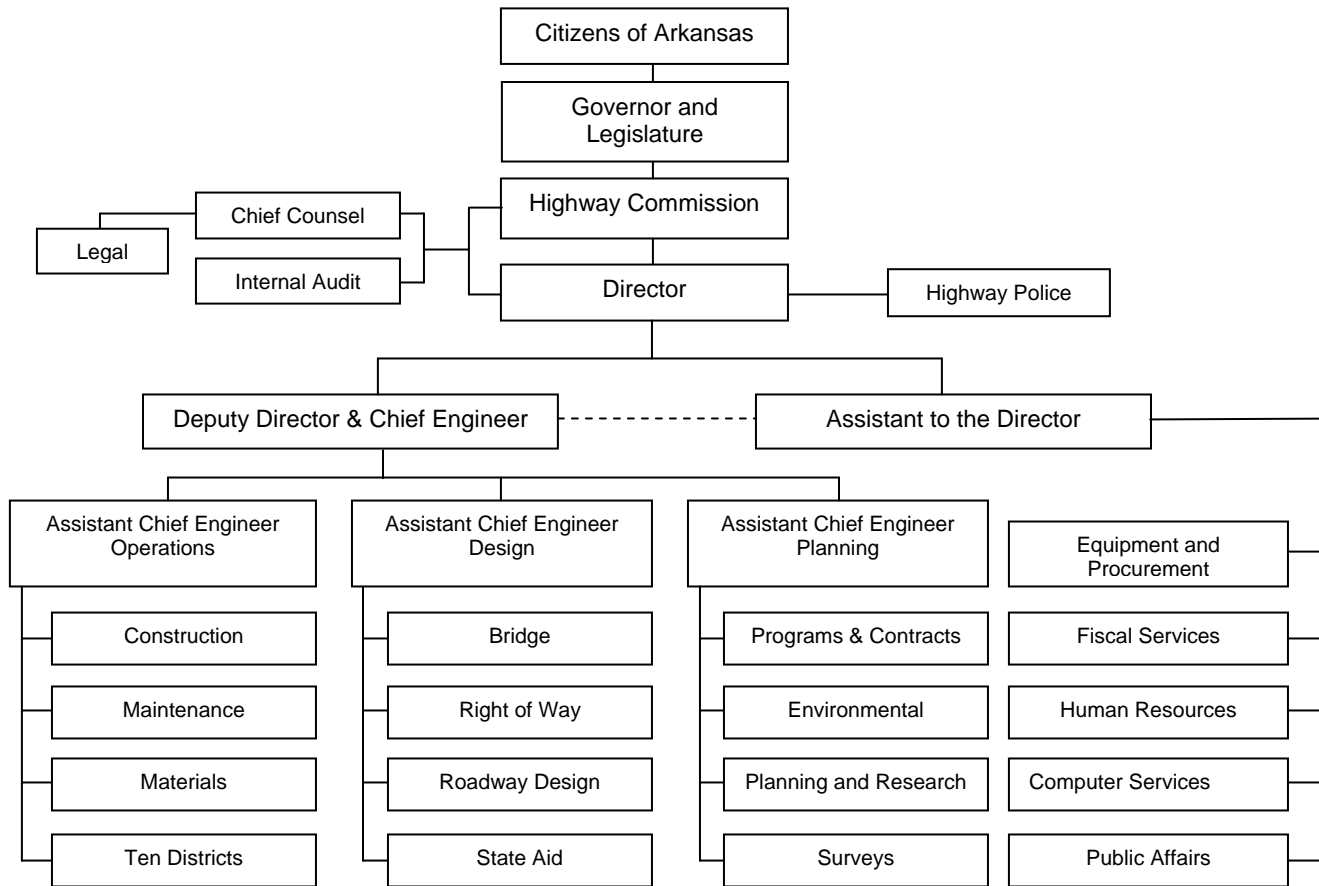 Citizens of Arkansas
Governor and
Legislature
Highway Commission
Chief Counsel
Legal
Internal Audit
Director
Highway Police
Deputy Director & Chief Engineer
Assistant to the Director
Assistant Chief Engineer
Operations
Construction
Maintenance
Materials
Ten Districts
Assistant Chief Engineer
Design
Bridge
Right of Way
Roadway Design
State Aid
Assistant Chief Engineer
Planning
Programs & Contracts
Environmental
Planning and Research
Surveys
Equipment and
Procurement
Fiscal Services
Human Resources
Computer Services
Public Affairs